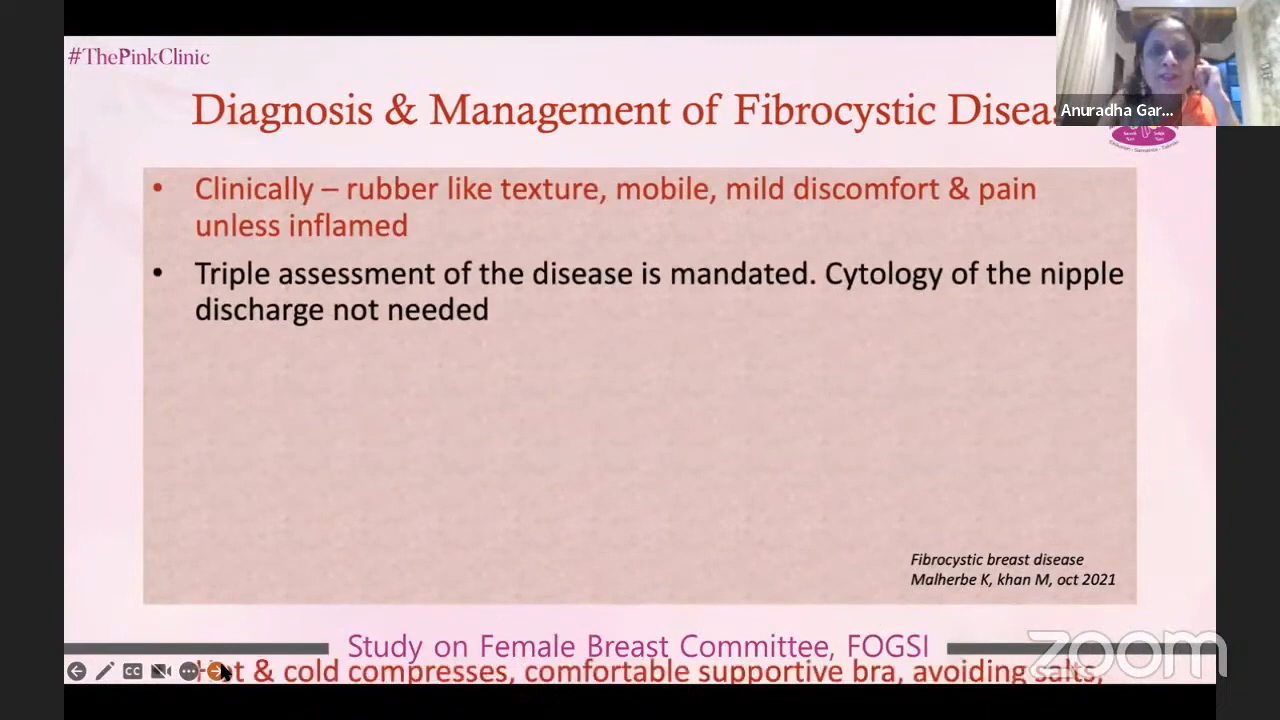 #ThePinkClinic
Diagnosis & Management of Fibrocystic
Anuradha Gar...
• Clinically – rubber like texture, mobile, mild discomfort & pain
unless inflamed
• Triple assessment of the disease is mandated. Cytology of the nipple
discharge not needed
Fibrocystic breast disease
Malherbe K, khan M, oct 2021
Study on Female Breast Committee, FOGSI
& cold compresses, comfortable supportive bra, avoiding salts,
CC
zoom